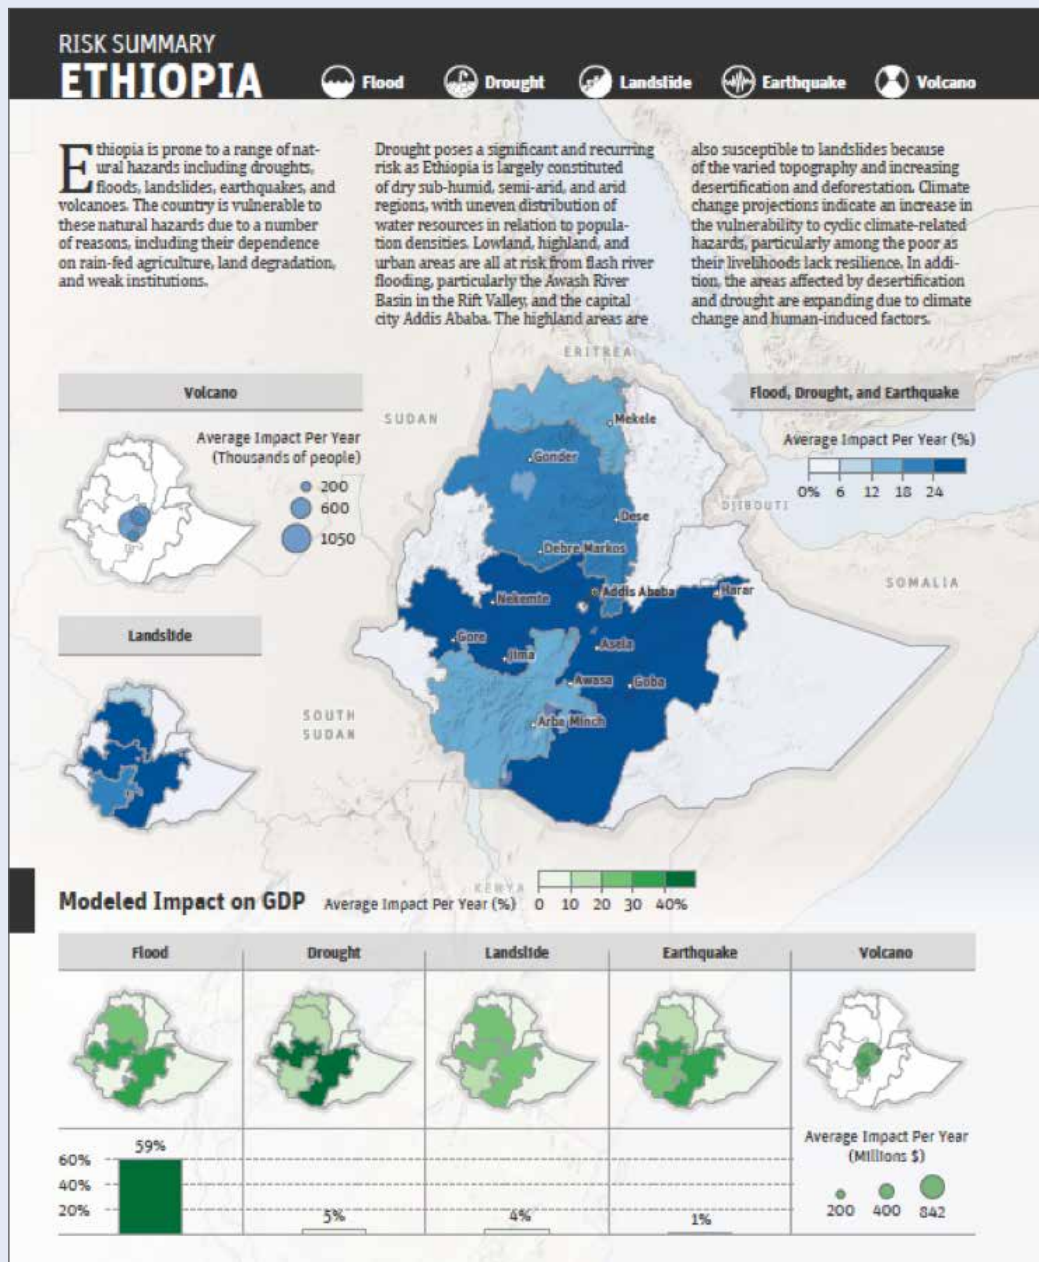 RISK SUMMARY
ETHIOPIA
Flood
Drought
Landslide
Earthquake
Volcano
Ethiopia is prone to a range of nat-
ural hazards including droughts,
floods, landslides, earthquakes, and
volcanoes. The country is vulnerable to
these natural hazards due to a number
of reasons, including their dependence
on rain-fed agriculture, land degradation,
and weak institutions.
Drought poses a significant and recurring
risk as Ethiopia is largely constituted
of dry sub-humid, semi-arid, and arid
regions, with uneven distribution of
water resources in relation to popula-
tion densities. Lowland, highland, and
urban areas are all at risk from flash river
flooding, particularly the Awash River
Basin in the Rift Valley, and the capital
city Addis Ababa. The highland areas are
also susceptible to landslides because
of the varied topography and increasing
desertification and deforestation. Climate
change projections indicate an increase in
the vulnerability to cyclic climate-related
hazards, particularly among the poor as
their livelihoods lack resilience. In addi-
tion, the areas affected by desertification
and drought are expanding due to climate
change and human-induced factors.
Volcano
Average Impact Per Year
(Thousands of people)
200
600
1050
Landslide
ERITREA
SUDAN
Mekele
Gonder
Dese
DJIBOUTI
Debre Markos
SOMALIA
Nekemte
Addis Ababa
Harar
Gore
Jima
Asela
Awasa
Goba
Arba Minch
SOUTH
SUDAN
KENYA
Flood, Drought, and Earthquake
Average Impact Per Year (%)
0% 6 12 18 24
Modeled Impact on GDP
Average Impact Per Year (%)
0 10 20 30 40%
Flood
Drought
Landslide
Earthquake
Volcano
59%
60%
40%
20%
5%
4%
1%
Average Impact Per Year
(Millions $)
200 400 842